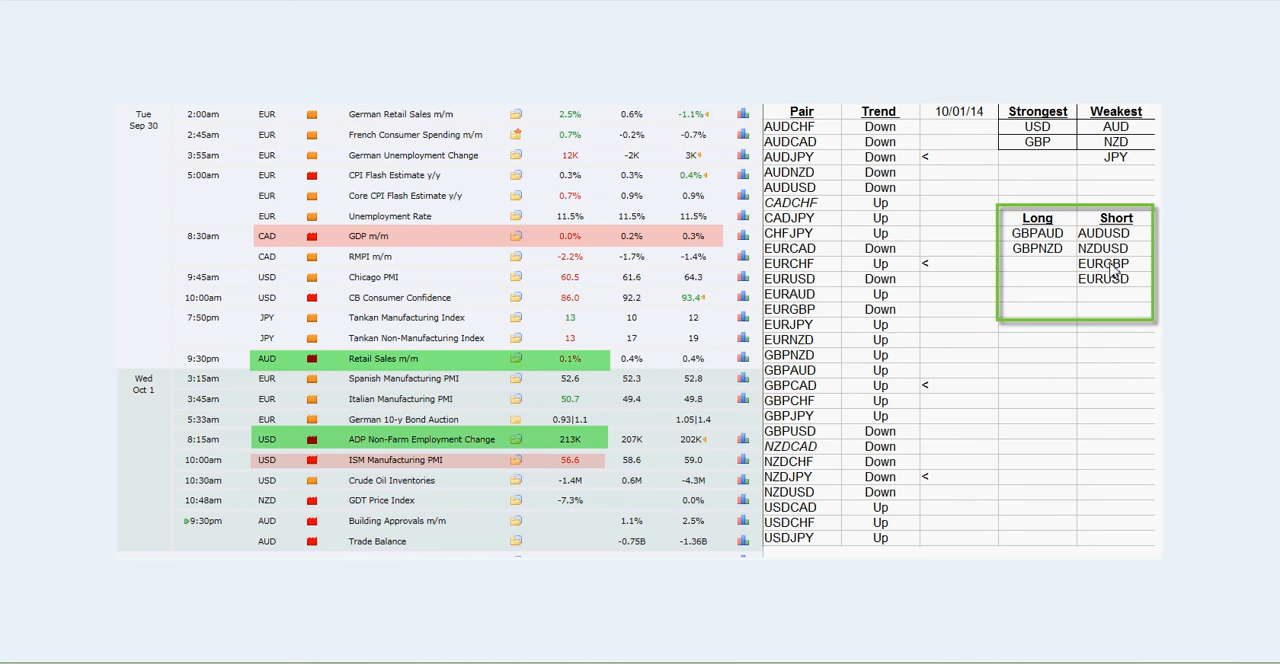 Tue
Sep 30
2:00am EUR German Retail Sales m/m 2.5% 0.6% -1.1%
2:45am EUR French Consumer Spending m/m 0.7% -0.2% -0.7%
3:55am EUR German Unemployment Change 12K -2K 3K
5:00am EUR CPI Flash Estimate y/y 0.3% 0.3% 0.4%
EUR Core CPI Flash Estimate y/y 0.7% 0.9% 0.9%
EUR Unemployment Rate 11.5% 11.5% 11.5%
8:30am CAD GDP m/m 0.0% 0.2% 0.3%
CAD RMPI m/m -2.2% -1.7% -1.4%
9:45am USD Chicago PMI 60.5 61.6 64.3
10:00am USD CB Consumer Confidence 86.0 92.2 93.4
7:50pm JPY Tankan Manufacturing Index 13 10 12
JPY Tankan Non-Manufacturing Index 13 17 19
9:30pm AUD Retail Sales m/m 0.1% 0.4% 0.4%
Wed
Oct 1
3:15am EUR Spanish Manufacturing PMI 52.6 52.3 52.8
3:45am EUR Italian Manufacturing PMI 50.7 49.4 49.8
5:33am EUR German 10-y Bond Auction 0.93|1.1 1.05|1.4
8:15am USD ADP Non-Farm Employment Change 213K 207K 202K
10:00am USD ISM Manufacturing PMI 56.6 58.6 59.0
10:30am USD Crude Oil Inventories -1.4M 0.6M -4.3M
10:48am NZD GDT Price Index -7.3% 0.0%
9:30pm AUD Building Approvals m/m 1.1% 2.5%
AUD Trade Balance -0.75B -1.36B
Pair Trend 10/01/14 Strongest Weakest
AUDCHF Down USD AUD
AUDCAD Down GBP NZD
AUDJPY Down < JPY
AUDNZD Down
AUDUSD Down
CADCHF Up
CADJPY Up Long Short
CHFJPY Up GBPAUD AUDUSD
EURCAD Down GBPNZD NZDUSD
EURCHF Up < EURGBP
EURUSD Down EURUSD
EURAUD Up
EURGBP Down
EURJPY Up
EURNZD Up
GBPNZD Up
GBPAUD Up
GBPCAD Up <
GBPCHF Up
GBPJPY Up
GBPUSD Down
NZDCAD Down
NZDCHF Down
NZDJPY Down <
NZDUSD Down
USDCAD Up
USDCHF Up
USDJPY Up